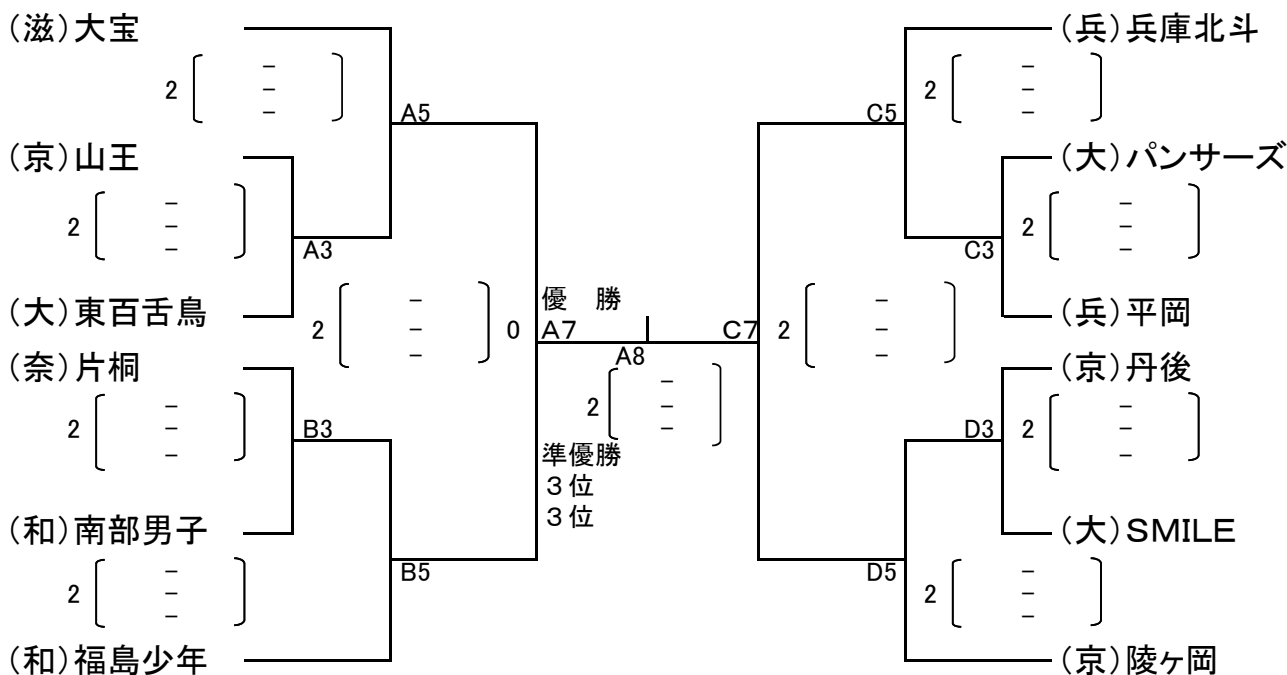 (滋)大宝 (兵)兵庫北斗
2 － － － 2 － － －
A5 C5
(京)山王 (大)パンサーズ
2 － － － 2 － － －
A3 C3
(大)東百舌鳥 (兵)平岡
2 － － － 0 優　勝 2 － － －
A7 C7
A8
(奈)片桐 (京)丹後
2 － － －
2 － － － 2 － － －
B3 D3
準優勝
３位
３位
(和)南部男子 (大)SMILE
B5 D5
2 － － － 2 － － －
(和)福島少年 (京)陵ヶ岡